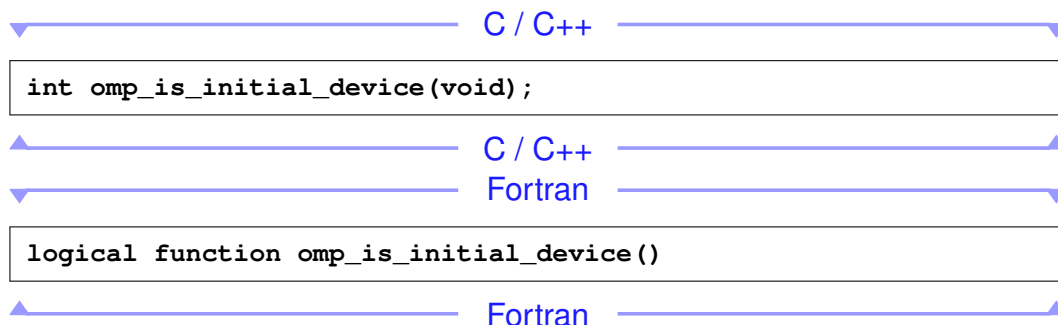 C / C++
int omp_is_initial_device(void);
C / C++
Fortran
logical function omp_is_initial_device()
Fortran